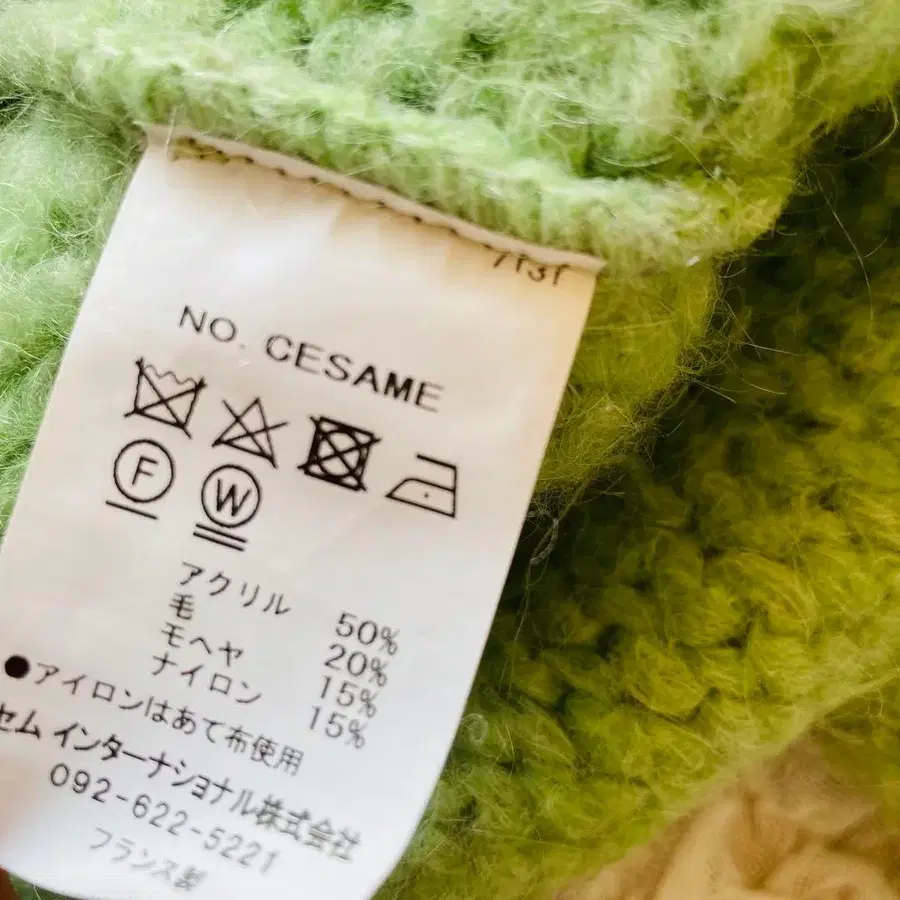 NO. CESAME
F
W
アクリル 50%
毛 20%
モヘヤ 15%
ナイロン 15%
●アイロンはあて布使用
セム インターナショナル株式会社
092-622-5221
フランス製